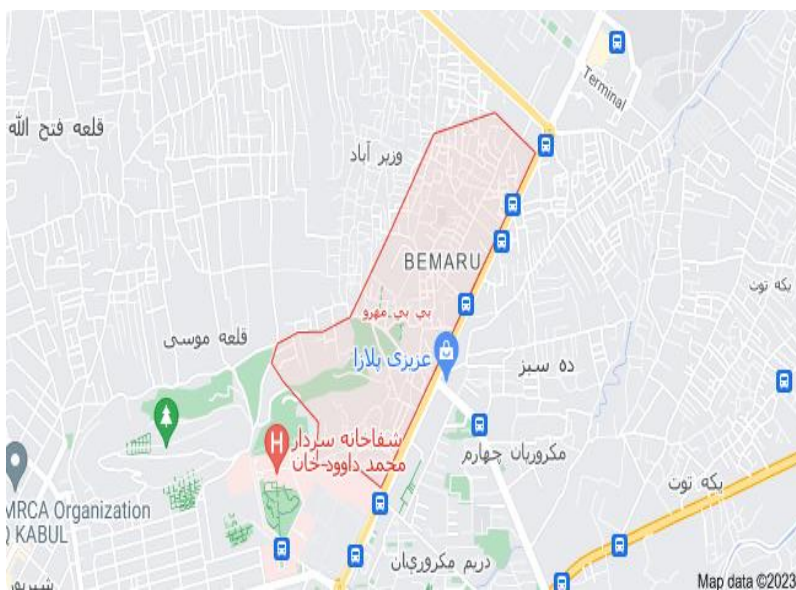 Terminal
قلعه فتح الله
وزیر آباد
BEMARU
یکه توت
بی بی مهرو
قلعه موسی
عزیزی پلازا
ده سبز
شفاخانه سردار
محمد داوود خان
مکروریان چهارم
یکه توت
MRCA Organization
Q KABUL
دریم مکروریان
Map data ©2023